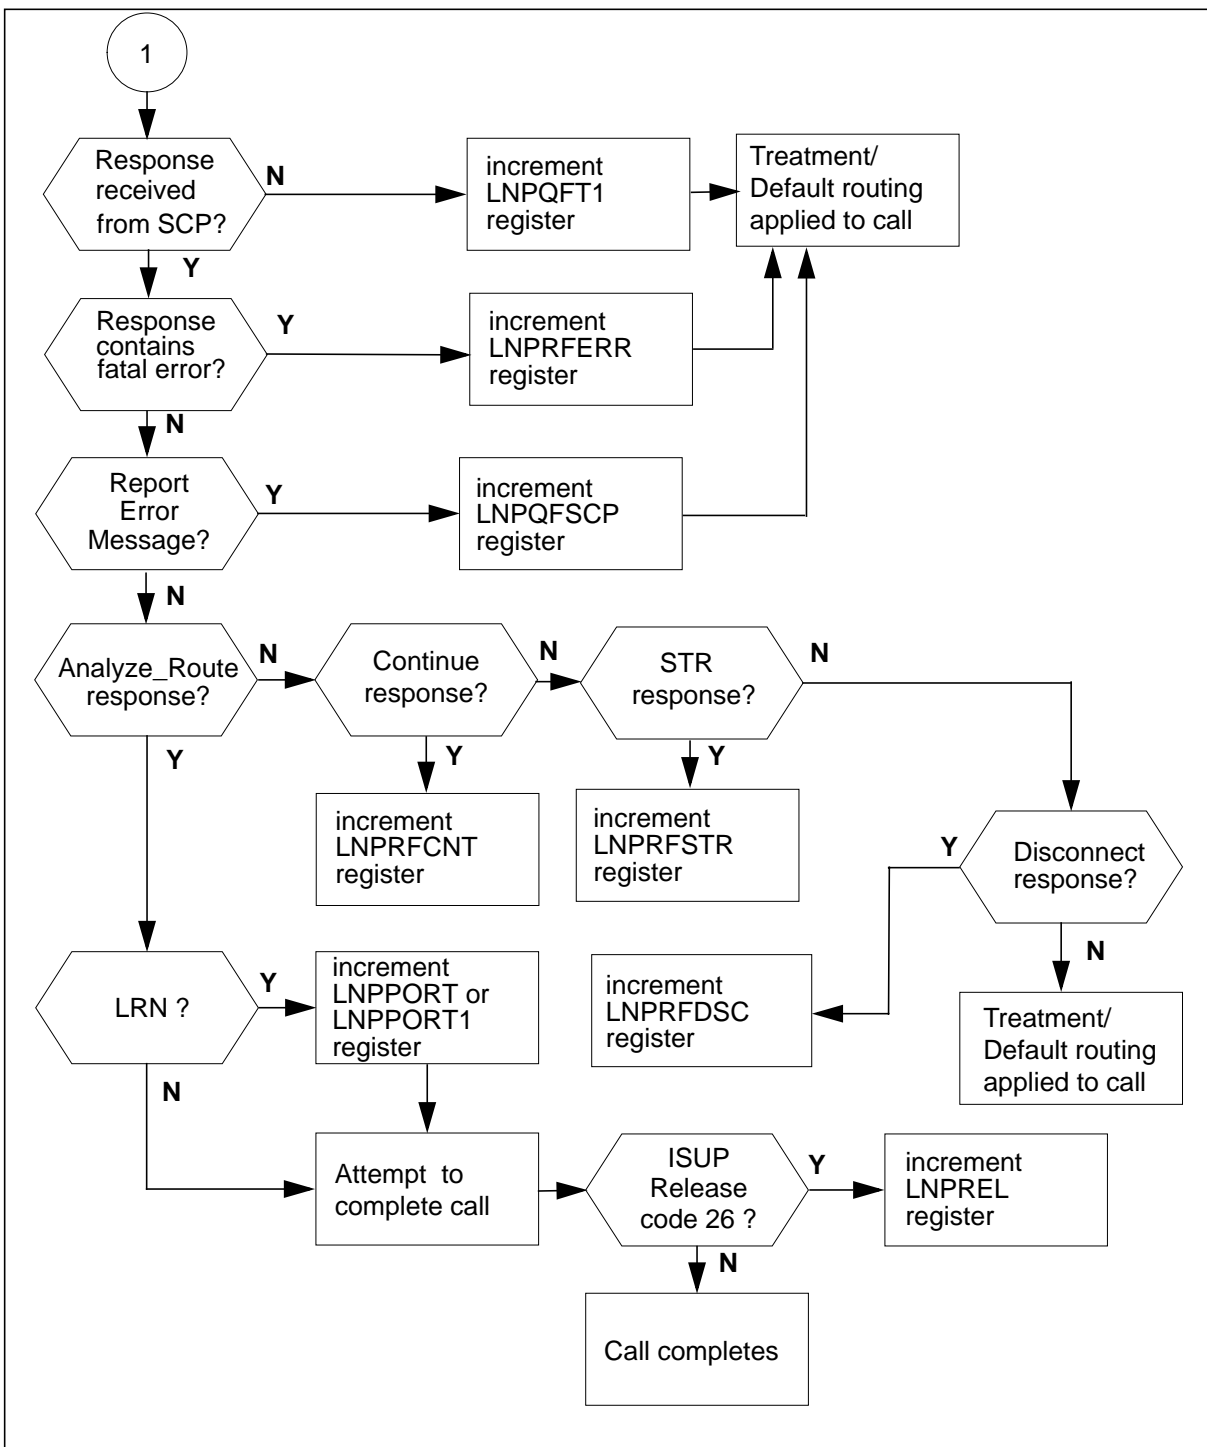 1
Response
received
from SCP?
N
increment
LNPQFT1
register
Treatment/
Default routing
applied to call
Y
Response
contains
fatal error?
Y
increment
LNPRFERR
register
N
Report
Error
Message?
Y
increment
LNPQFSCP
register
N
Analyze_Route
response?
N
Continue
response?
N
STR
response?
N
Y
Y
increment
LNPRFCNT
register
Y
increment
LNPRFSTR
register
Y
Disconnect
response?
N
LRN ?
Y
increment
LNPPORT or
LNPPORT1
register
increment
LNPRFDSC
register
Treatment/
Default routing
applied to call
N
Attempt to
complete call
ISUP
Release
code 26 ?
Y
increment
LNPREL
register
N
Call completes